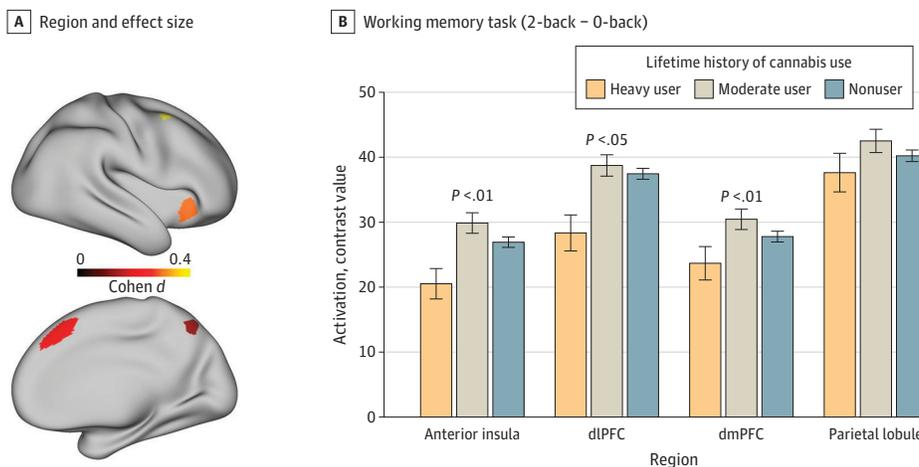 A Region and effect size
0 0.4
Cohen d
B Working memory task (2-back – 0-back)
Lifetime history of cannabis use
Heavy user Moderate user Nonuser
Activation, contrast value
50
40
30
20
10
0
P <.01
P <.05
P <.01
Anterior insula dlPFC dmPFC Parietal lobule
Region